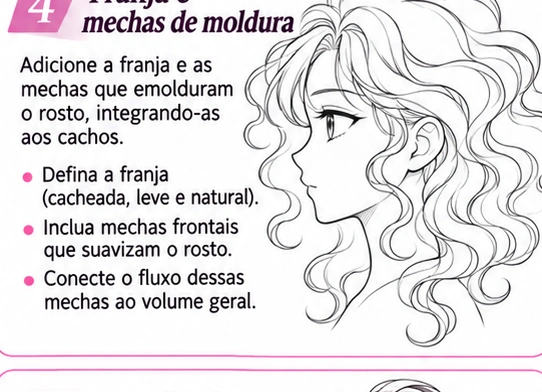 4
Franja e
mechas de moldura
Adicione a franja e as
mechas que emolduram
o rosto, integrando-as
aos cachos.
Defina a franja
(cacheada, leve e natural).
Inclua mechas frontais
que suavizam o rosto.
Conecte o fluxo dessas
mechas ao volume geral.